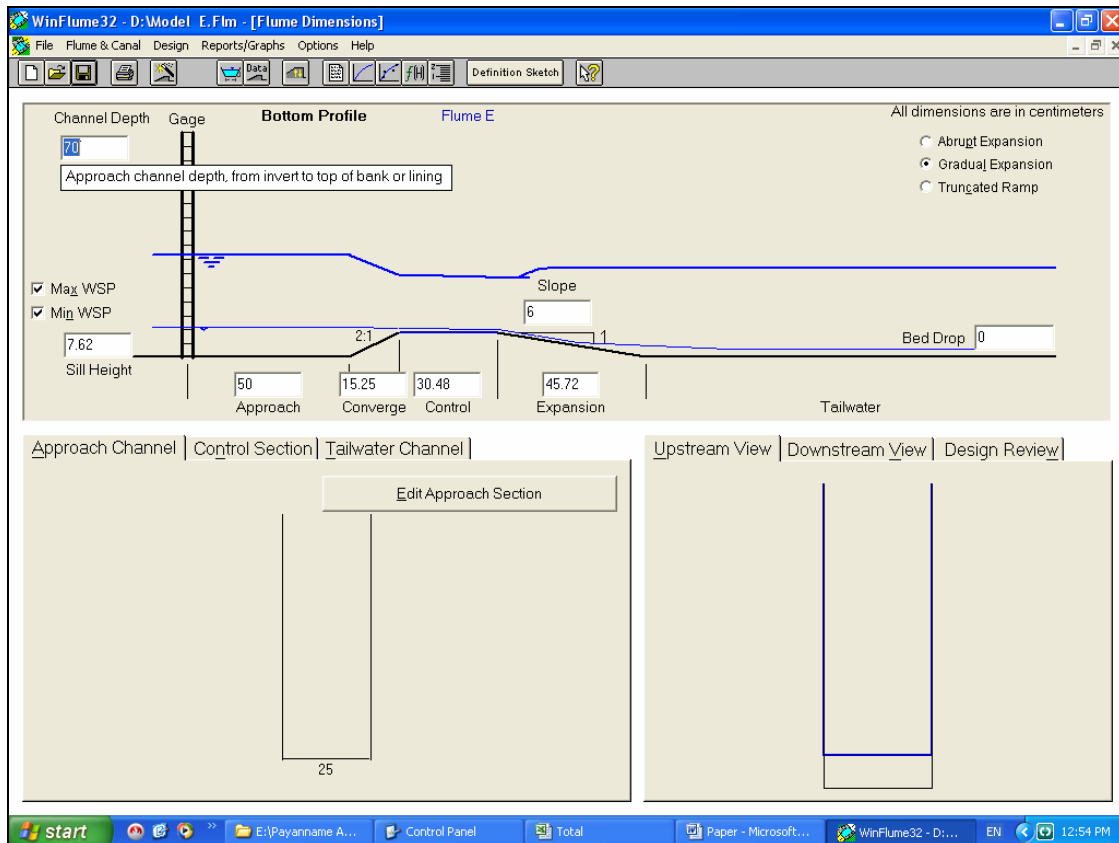 WinFlume32 - D:\Model E.Flm - [Flume Dimensions]
File Flume & Canal Design Reports/Graphs Options Help
Data
fH
Definition Sketch
Channel Depth
Gage
Bottom Profile
Flume E
All dimensions are in centimeters
70
Approach channel depth, from invert to top of bank or lining
Abrupt Expansion
Gradual Expansion
Truncated Ramp
Max WSP
Min WSP
Slope
6
7.62
Sill Height
2:1
1
Bed Drop 0
50
Approach
15.25
Converge
30.48
Control
45.72
Expansion
Tailwater
Approach Channel
Control Section
Tailwater Channel
Edit Approach Section
25
Upstream View
Downstream View
Design Review
start
»
E:\Payanname A...
Control Panel
Total
Paper - Microsoft...
WinFlume32 - D:...
EN
12:54 PM